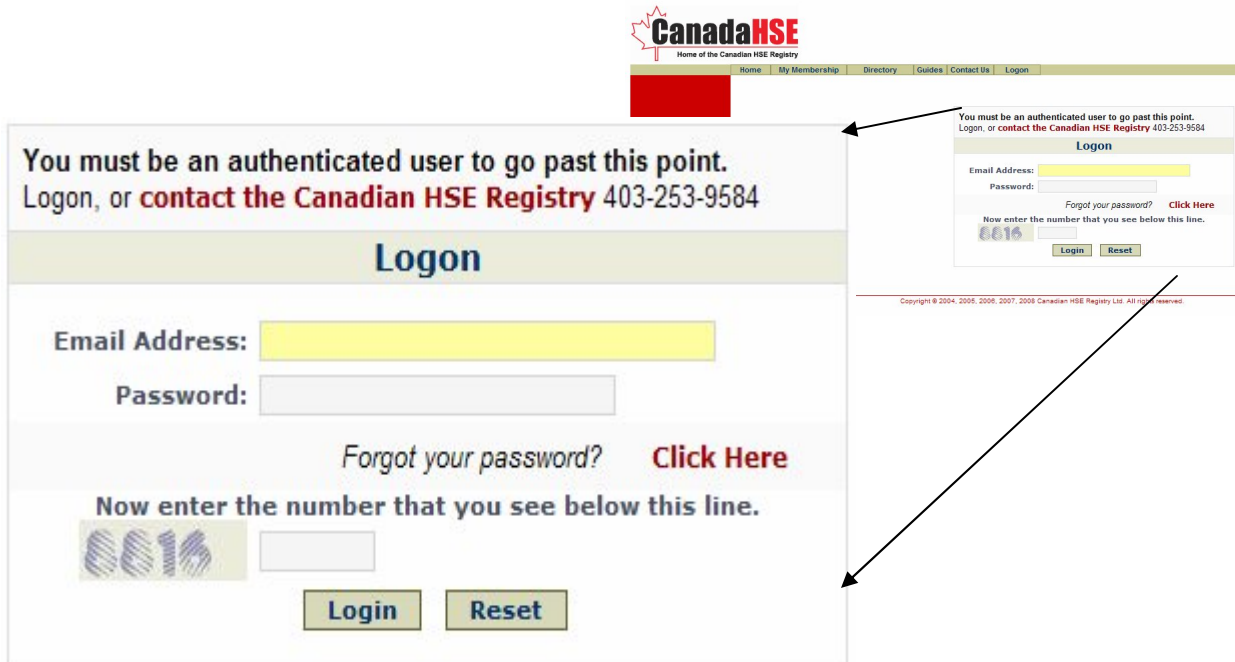 CanadaHSE
Home of the Canadian HSE Registry
Home My Membership Directory Guides Contact Us Logon
You must be an authenticated user to go past this point.
Logon, or contact the Canadian HSE Registry 403-253-9584
Logon
Email Address:
Password:
Forgot your password? Click Here
Now enter the number that you see below this line.
8816
Login Reset
Copyright © 2004, 2005, 2006, 2007, 2008 Canadian HSE Registry Ltd. All rights reserved.
You must be an authenticated user to go past this point.
Logon, or contact the Canadian HSE Registry 403-253-9584
Logon
Email Address:
Password:
Forgot your password? Click Here
Now enter the number that you see below this line.
8816
Login Reset